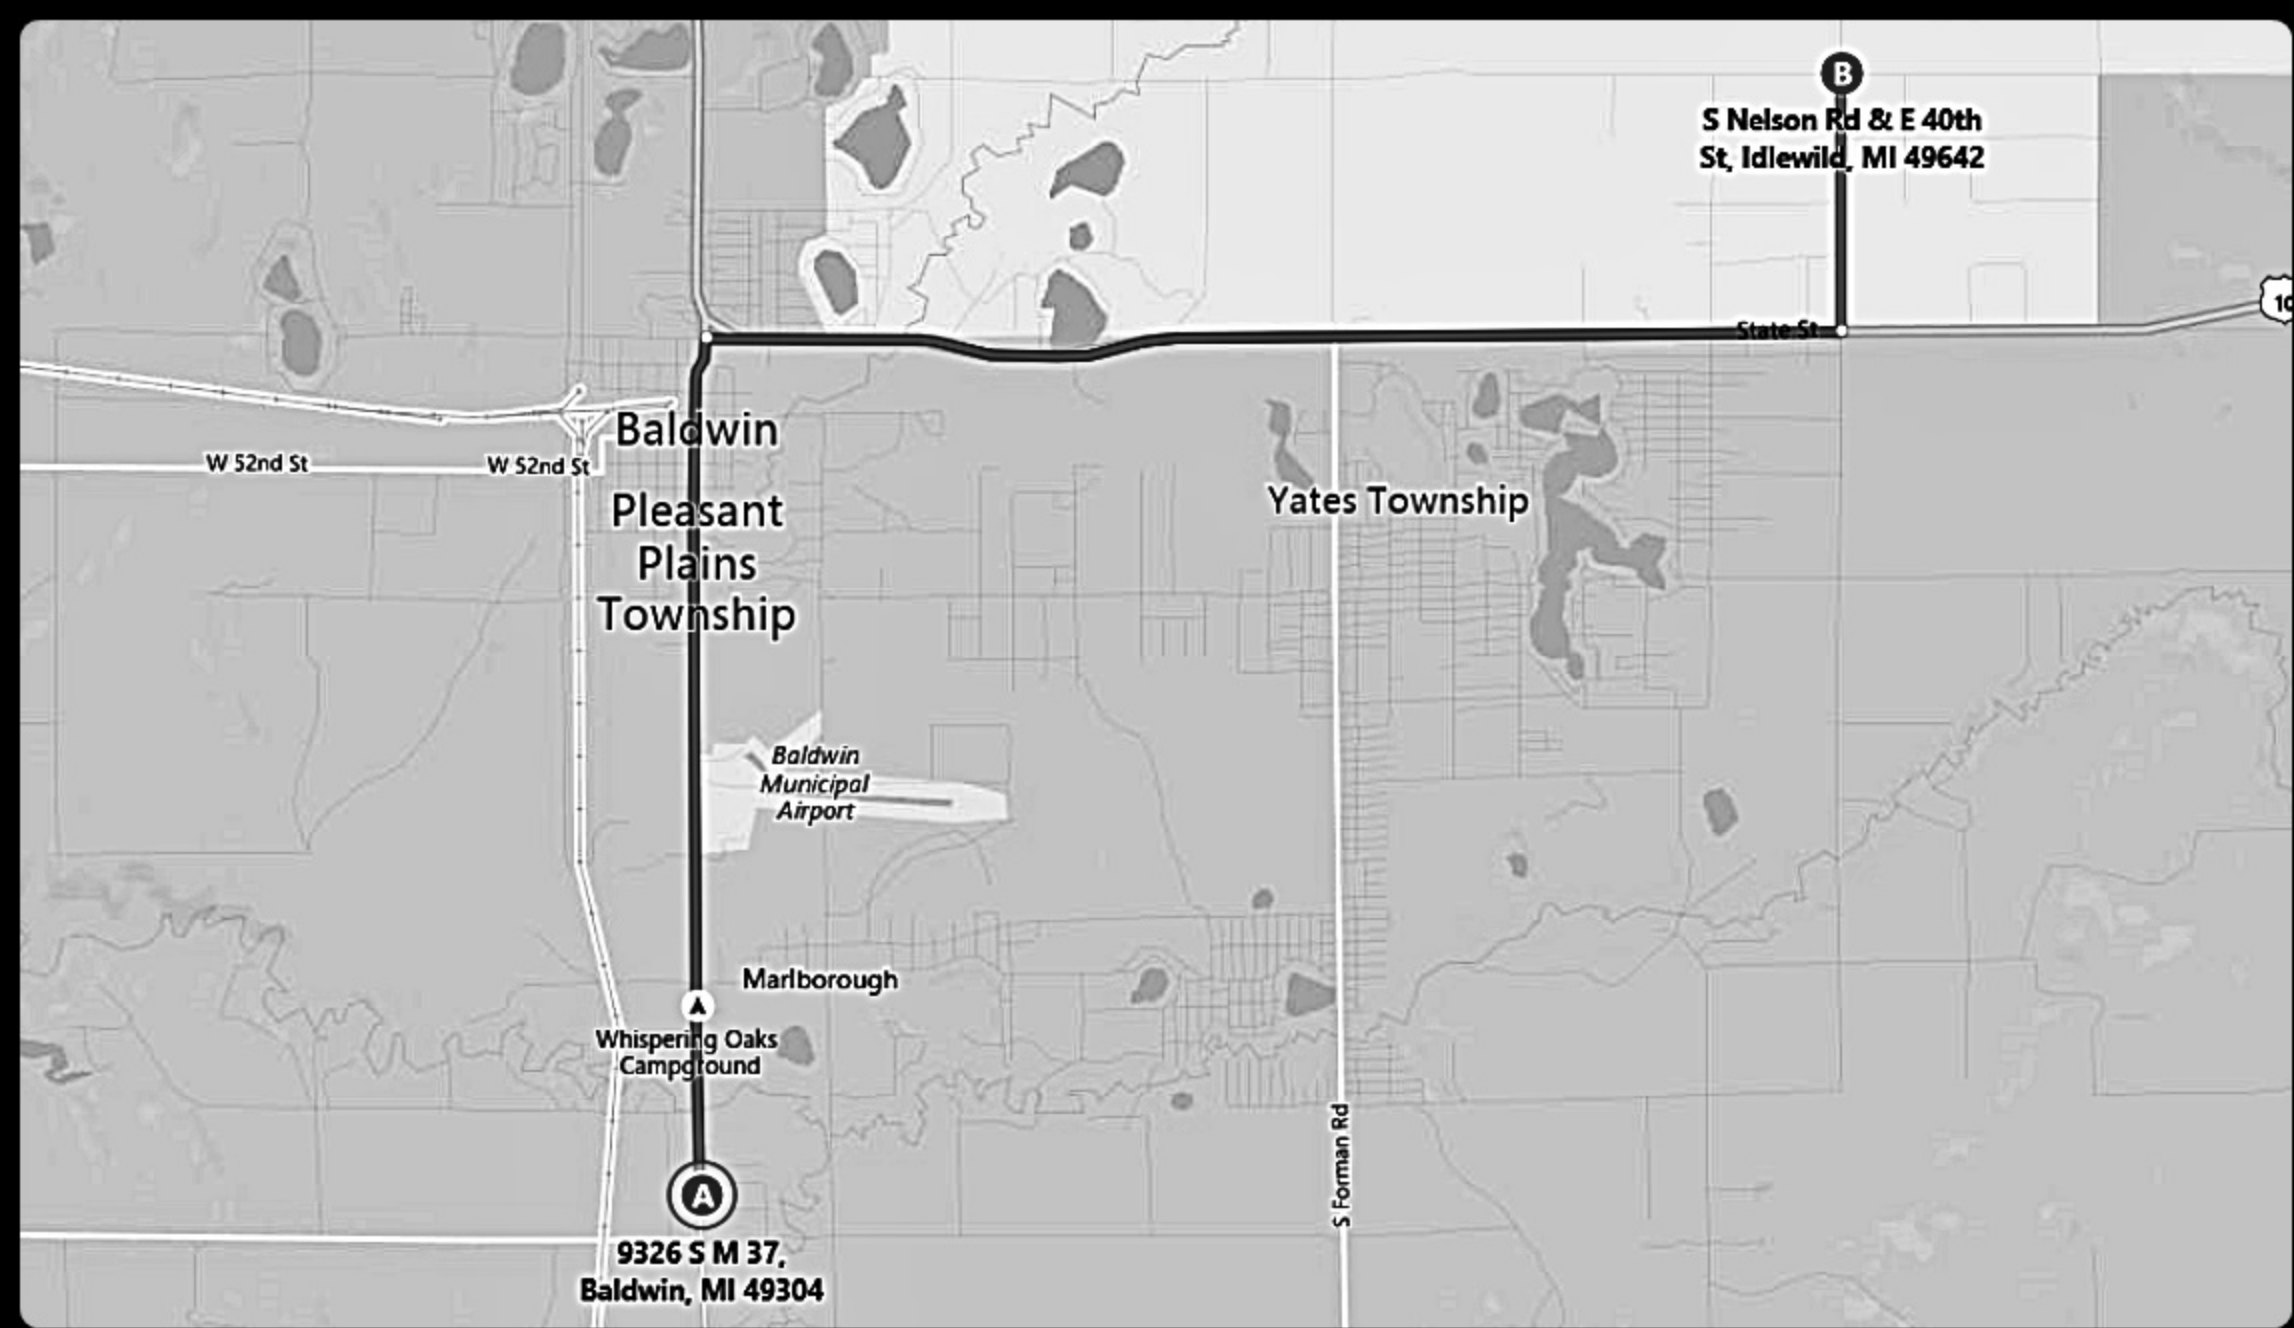 B
S Nelson Rd & E 40th
St, Idlewild, MI 49642
10
State St
Baldwin
W 52nd St
W 52nd St
Pleasant
Plains
Township
Yates Township
Baldwin
Municipal
Airport
Marlborough
Whispering Oaks
Campground
S Forman Rd
A
9326 S M 37,
Baldwin, MI 49304